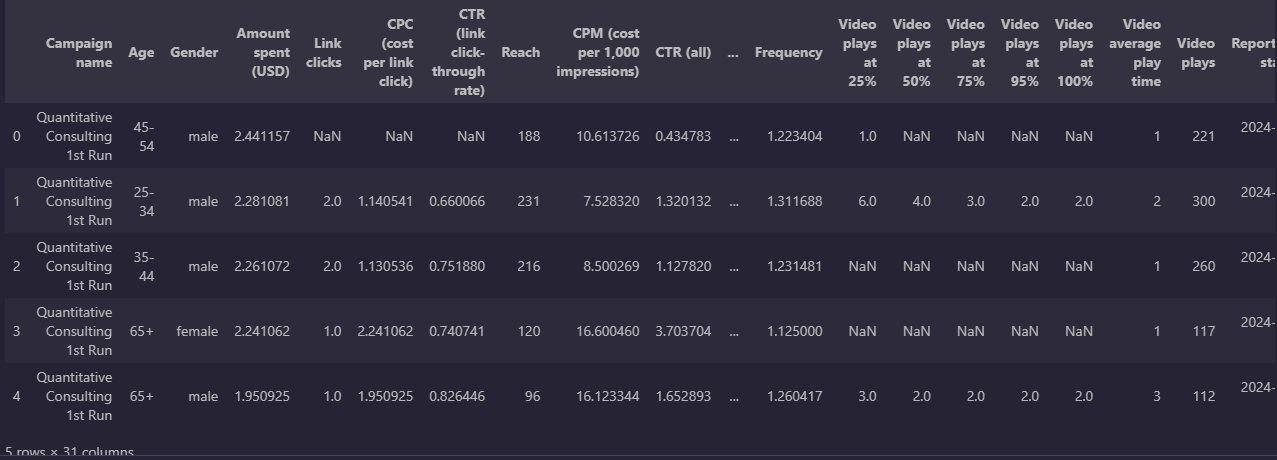 Campaign name Age Gender Amount spent (USD) Link clicks CPC (cost per link click) CTR (link click-through rate) Reach CPM (cost per 1,000 impressions) CTR (all) ... Frequency Video plays at 25% Video plays at 50% Video plays at 75% Video plays at 95% Video plays at 100% Video average play time Video plays Report
0 Quantitative Consulting 1st Run 45-54 male 2.441157 NaN NaN NaN 188 10.613726 0.434783 ... 1.223404 1.0 NaN NaN NaN NaN 1 221 2024-
1 Quantitative Consulting 1st Run 25-34 male 2.281081 2.0 1.140541 0.660066 231 7.528320 1.320132 ... 1.311688 6.0 4.0 3.0 2.0 2.0 2 300 2024-
2 Quantitative Consulting 1st Run 35-44 male 2.261072 2.0 1.130536 0.751880 216 8.500269 1.127820 ... 1.231481 NaN NaN NaN NaN NaN 1 260 2024-
3 Quantitative Consulting 1st Run 65+ female 2.241062 1.0 2.241062 0.740741 120 16.600460 3.703704 ... 1.125000 NaN NaN NaN NaN NaN 1 117 2024-
4 Quantitative Consulting 1st Run 65+ male 1.950925 1.0 1.950925 0.826446 96 16.123344 1.652893 ... 1.260417 3.0 2.0 2.0 2.0 2.0 3 112 2024-
5 rows × 31 columns